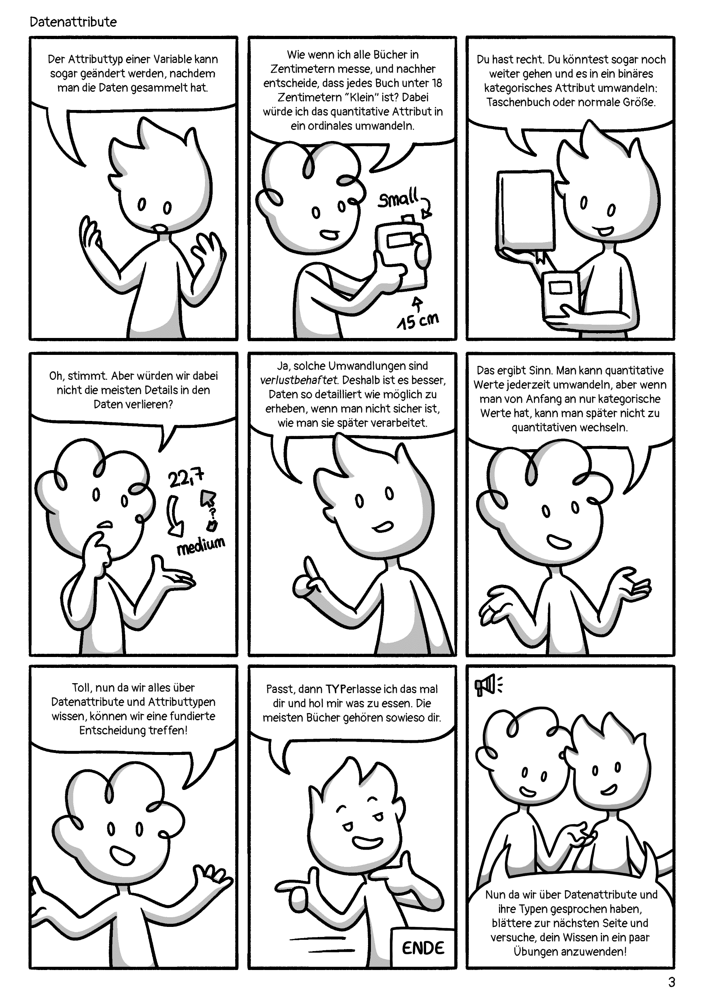 Datenattribute
Der Attributtyp einer Variable kann
sogar geändert werden, nachdem
man die Daten gesammelt hat.
Wie wenn ich alle Bücher in
Zentimetern messe, und nachher
entscheide, dass jedes Buch unter 18
Zentimetern “Klein” ist? Dabei
würde ich das quantitative Attribut in
ein ordinales umwandeln.
Small
15 cm
Du hast recht. Du könntest sogar noch
weiter gehen und es in ein binäres
kategorisches Attribut umwandeln:
Taschenbuch oder normale Größe.
Oh, stimmt. Aber würden wir dabei
nicht die meisten Details in den
Daten verlieren?
22,7
?
medium
Ja, solche Umwandlungen sind
verlustbehaftet. Deshalb ist es besser,
Daten so detailliert wie möglich zu
erheben, wenn man nicht sicher ist,
wie man sie später verarbeitet.
Das ergibt Sinn. Man kann quantitative
Werte jederzeit umwandeln, aber wenn
man von Anfang an nur kategorische
Werte hat, kann man später nicht zu
quantitativen wechseln.
Toll, nun da wir alles über
Datenattribute und Attributtypen
wissen, können wir eine fundierte
Entscheidung treffen!
Passt, dann TYPerlasse ich das mal
dir und hol mir was zu essen. Die
meisten Bücher gehören sowieso dir.
ENDE
Nun da wir über Datenattribute und
ihre Typen gesprochen haben,
blättere zur nächsten Seite und
versuche, dein Wissen in ein paar
Übungen anzuwenden!
3